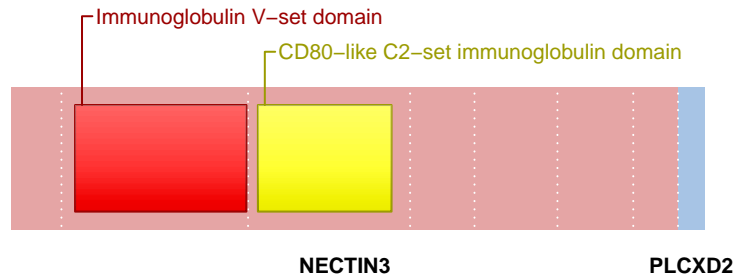 Immunoglobulin V−set domain
CD80−like C2−set immunoglobulin domain
NECTIN3 PLCXD2